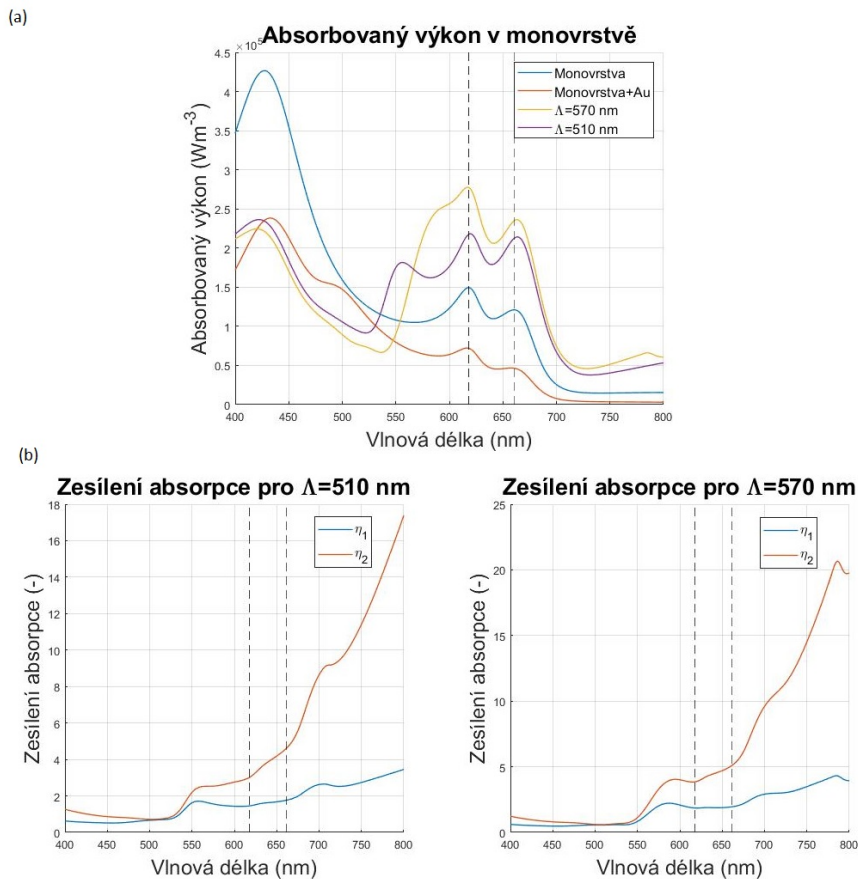 (a)
Absorbovaný výkon v monovrstvě
×10⁵
4.5
4
3.5
3
2.5
2
1.5
1
0.5
0
Absorbovaný výkon (Wm⁻³)
Monovrstva
Monovrstva+Au
Λ=570 nm
Λ=510 nm
400 450 500 550 600 650 700 750 800
Vlnová délka (nm)
(b)
Zesílení absorpce pro Λ=510 nm
18
16
14
12
10
8
6
4
2
0
Zesílení absorpce (-)
η₁
η₂
400 450 500 550 600 650 700 750 800
Vlnová délka (nm)
Zesílení absorpce pro Λ=570 nm
25
20
15
10
5
0
Zesílení absorpce (-)
η₁
η₂
400 450 500 550 600 650 700 750 800
Vlnová délka (nm)